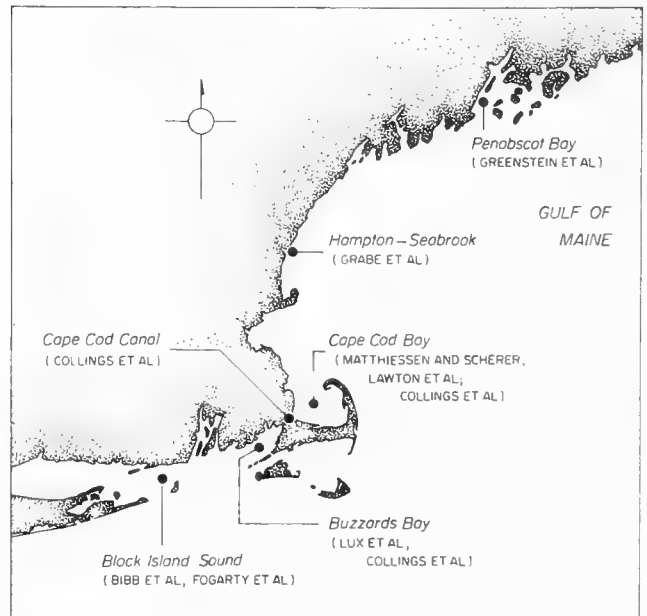 Penobscot Bay
(GREENSTEIN ET AL)
GULF OF
MAINE
Hampton-Seabrook
(GRABE ET AL)
Cape Cod Canal
(COLLINGS ET AL)
Cape Cod Bay
(MATTHIESSEN AND SCHERER,
LAWTON ET AL;
COLLINGS ET AL)
Buzzards Bay
(LUX ET AL,
COLLINGS ET AL)
Block Island Sound
(BIBB ET AL, FOGARTY ET AL)